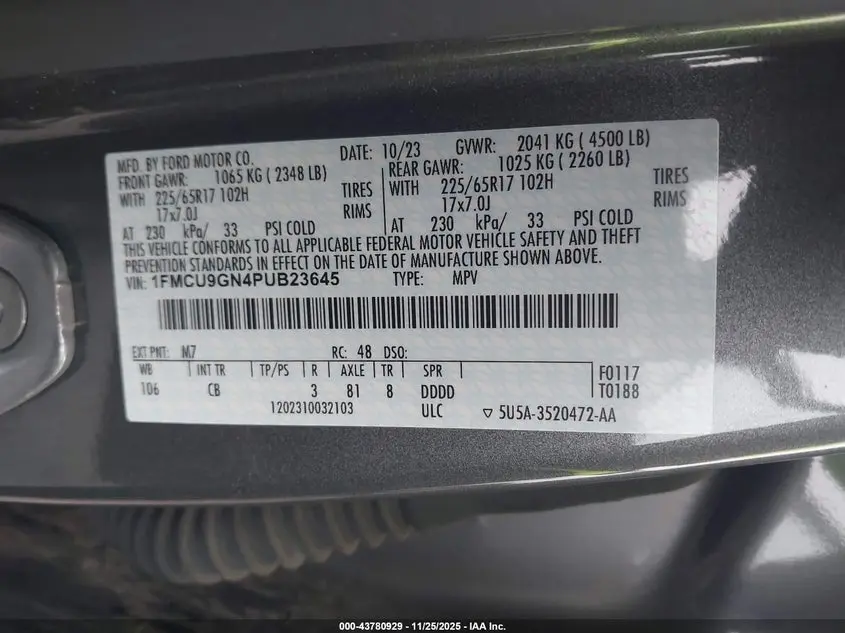 MFD. BY FORD MOTOR CO. DATE: 10/23 GVWR: 2041 KG ( 4500 LB)
FRONT GAWR: 1065 KG ( 2348 LB) REAR GAWR: 1025 KG ( 2260 LB)
WITH 225/65R17 102H TIRES WITH 225/65R17 102H TIRES
17x7.0J RIMS 17x7.0J RIMS
AT 230 kPa/ 33 PSI COLD AT 230 kPa/ 33 PSI COLD
THIS VEHICLE CONFORMS TO ALL APPLICABLE FEDERAL MOTOR VEHICLE SAFETY AND THEFT
PREVENTION STANDARDS IN EFFECT ON THE DATE OF MANUFACTURE SHOWN ABOVE.
VIN: 1FMCU9GN4PUB23645 TYPE: MPV
EXT PNT: M7 RC: 48 DSO:
WB INT TR TP/PS R AXLE TR SPR F0117
106 CB 3 81 8 DDDD T0188
1202310032103 ULC ▽ 5U5A-3520472-AA
000-43780929 - 11/25/2025 - IAA Inc.